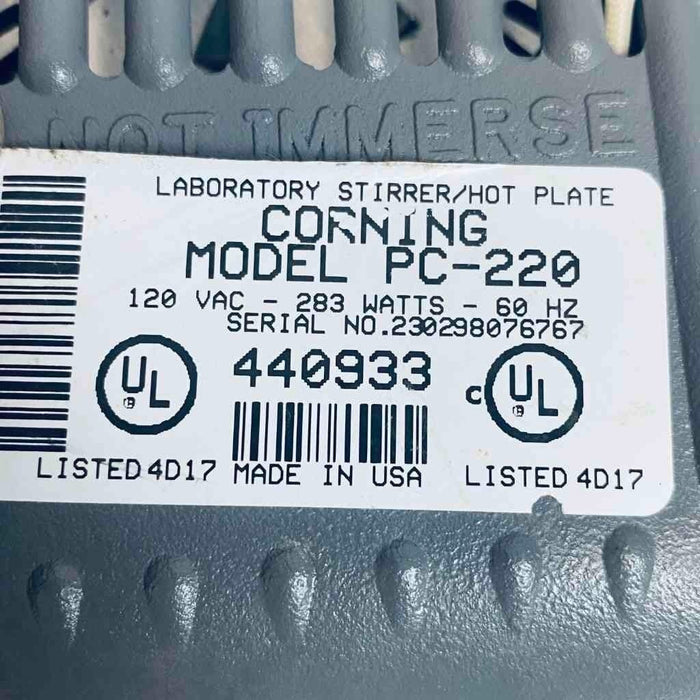 NOT IMMERSE
LABORATORY STIRRER/HOT PLATE
CORNING
MODEL PC-220
120 VAC - 283 WATTS - 60 HZ
SERIAL NO.230298076767
UL 440933 c UL
LISTED 4D17 MADE IN USA LISTED 4D17